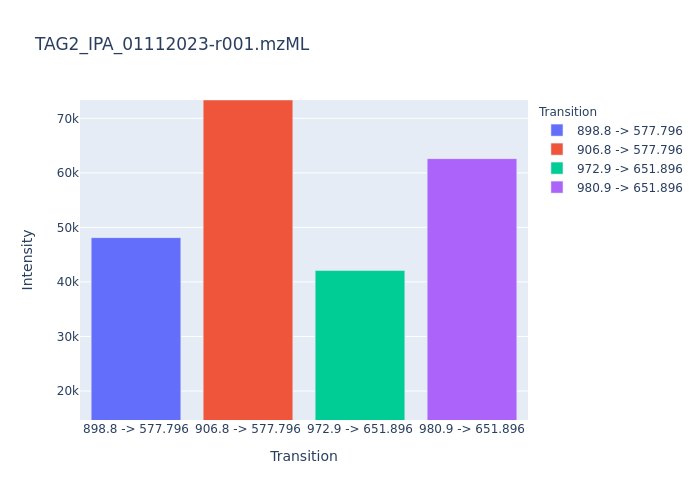 TAG2_IPA_01112023-r001.mzML
Transition
898.8 -> 577.796
906.8 -> 577.796
972.9 -> 651.896
980.9 -> 651.896
70k
60k
50k
40k
30k
20k
Intensity
898.8 -> 577.796 906.8 -> 577.796 972.9 -> 651.896 980.9 -> 651.896
Transition